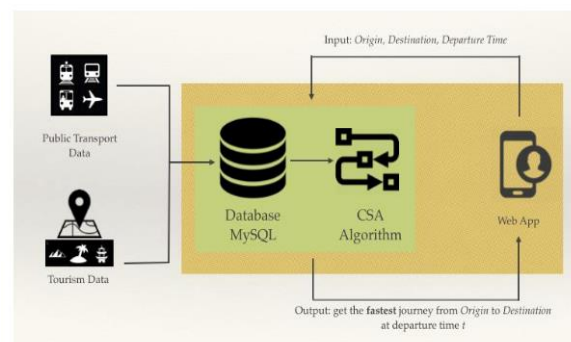 Input: Origin, Destination, Departure Time
Public Transport
Data
Database
MySQL
CSA
Algorithm
Web App
Tourism Data
Output: get the fastest journey from Origin to Destination
at departure time t